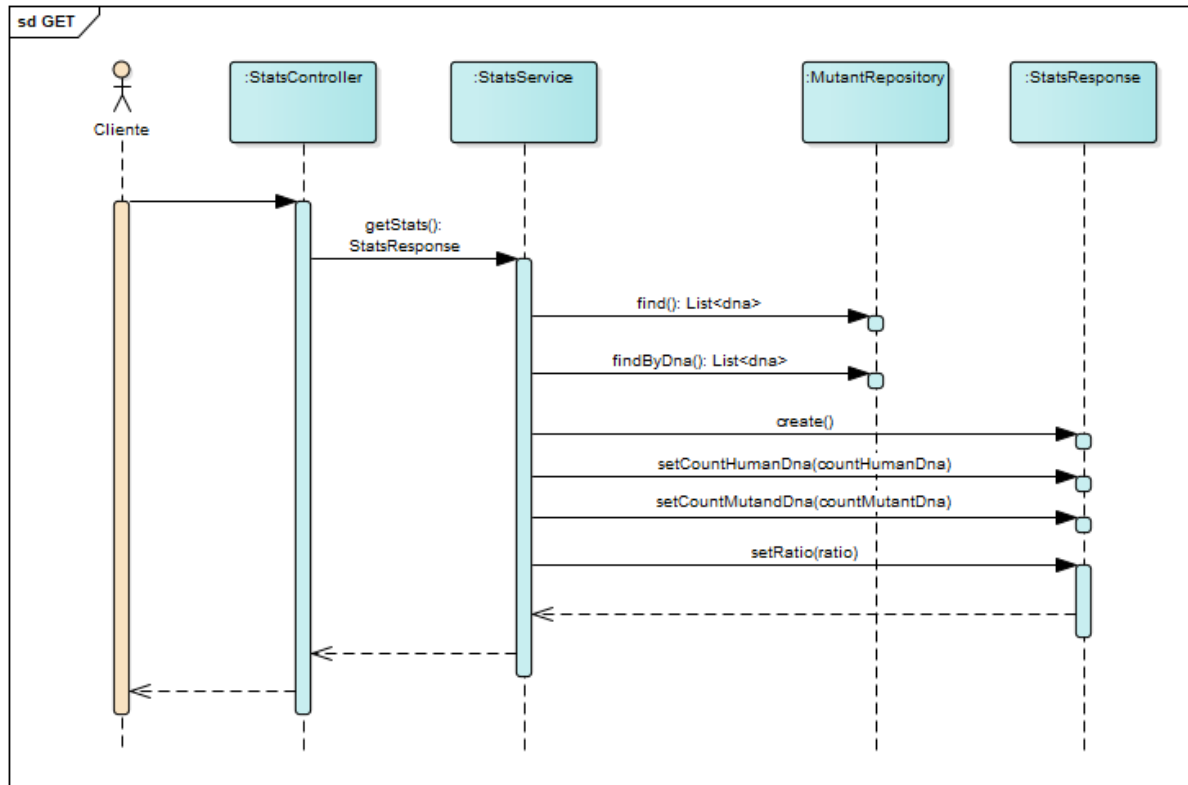 sd GET
:StatsController
:StatsService
:MutantRepository
:StatsResponse
Cliente
getStats():
StatsResponse
find(): List<dna>
findByDna(): List<dna>
create()
setCountHumanDna(countHumanDna)
setCountMutandDna(countMutantDna)
setRatio(ratio)